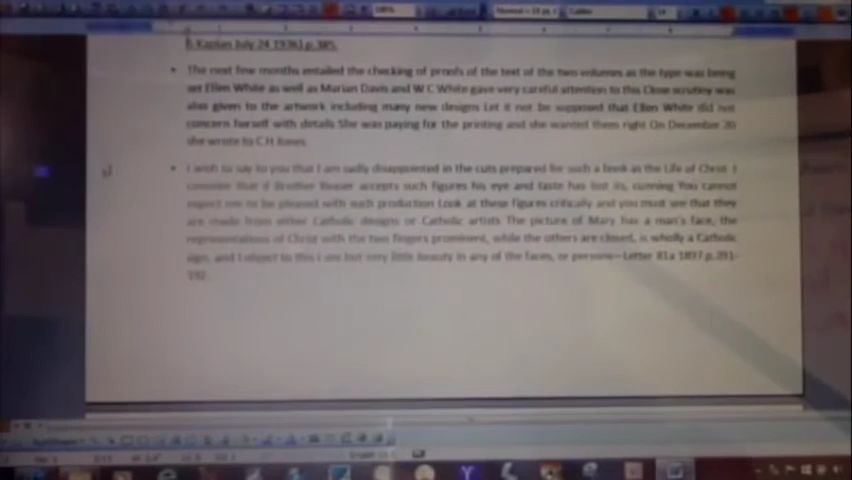 S Kaplan July 24 1936) p.385.
• The next few months entailed the checking of proofs of the text of the two volumes as the type was being
set Ellen White as well as Marian Davis and W C White gave very careful attention to this Close scrutiny was
also given to the artwork including many new designs Let it not be supposed that Ellen White did not
concern herself with details She was paying for the printing and she wanted them right On December 20
she wrote to C.H Jones
• I wish to say to you that I am sadly disappointed in the cuts prepared for such a book as the Life of Christ I
consider that if Brother Reaser accepts such figures his eye and taste has lost its, cunning You cannot
expect me to be pleased with such production Look at these figures critically and you must see that they
are made from either Catholic designs or Catholic artists The picture of Mary has a man's face, the
representations of Christ with the two fingers prominent, while the others are closed, is wholly a Catholic
sign, and I object to this I see but very little beauty in any of the faces, or persons—Letter 81a 1897 p.391-
392